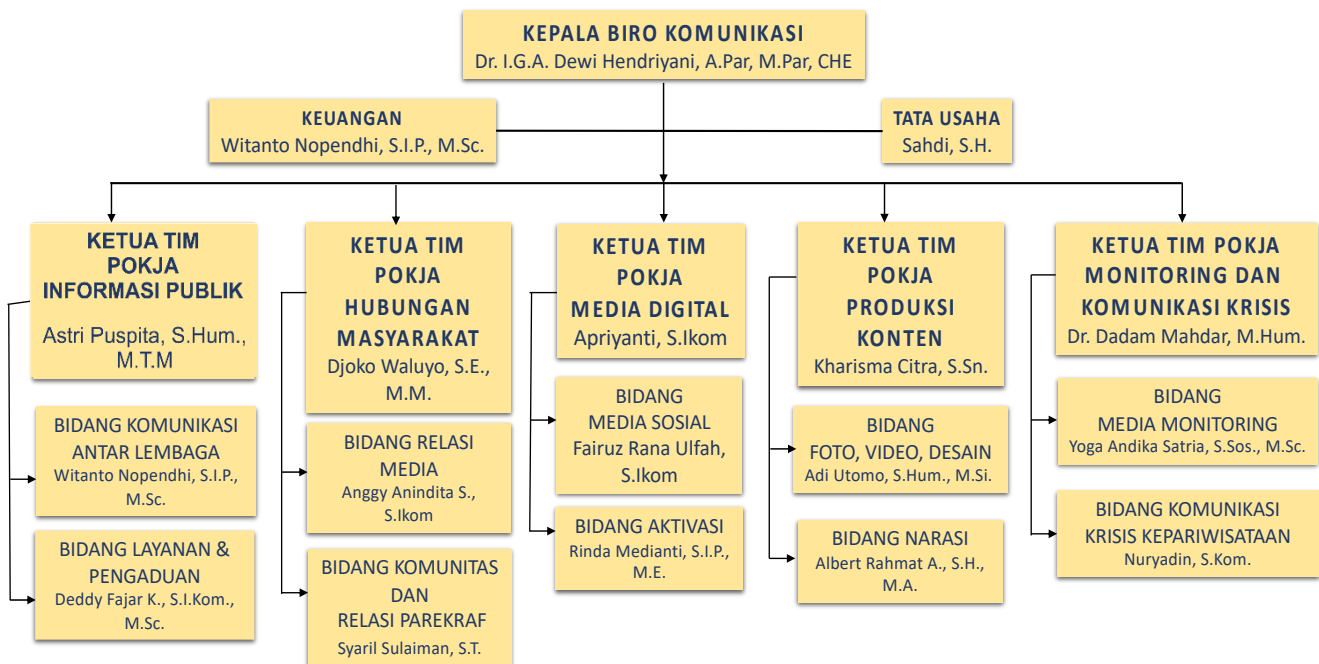 KEPALA BIRO KOMUNIKASI
Dr. I.G.A. Dewi Hendriyani, A.Par, M.Par, CHE
KEUANGAN
Witanto Nopendhi, S.I.P., M.Sc.
TATA USAHA
Sahdi, S.H.
KETUA TIM
POKJA
INFORMASI PUBLIK
Astri Puspita, S.Hum.,
M.T.M
BIDANG KOMUNIKASI
ANTAR LEMBAGA
Witanto Nopendhi, S.I.P.,
M.Sc.
BIDANG LAYANAN &
PENGADUAN
Deddy Fajar K., S.I.Kom.,
M.Sc.
KETUA TIM
POKJA
HUBUNGAN
MASYARAKAT
Djoko Waluyo, S.E.,
M.M.
BIDANG RELASI
MEDIA
Anggy Anindita S.,
S.Ikom
BIDANG KOMUNITAS
DAN
RELASI PAREKRAF
Syaril Sulaiman, S.T.
KETUA TIM
POKJA
MEDIA DIGITAL
Apriyanti, S.Ikom
BIDANG
MEDIA SOSIAL
Fairuz Rana Ulfah,
S.Ikom
BIDANG AKTIVASI
Rinda Medianti, S.I.P.,
M.E.
KETUA TIM
POKJA
PRODUKSI
KONTEN
Kharisma Citra, S.Sn.
BIDANG
FOTO, VIDEO, DESAIN
Adi Utomo, S.Hum., M.Si.
BIDANG NARASI
Albert Rahmat A., S.H.,
M.A.
KETUA TIM POKJA
MONITORING DAN
KOMUNIKASI KRISIS
Dr. Dadam Mahdar, M.Hum.
BIDANG
MEDIA MONITORING
Yoga Andika Satria, S.Sos., M.Sc.
BIDANG KOMUNIKASI
KRISIS KEPARIWISATAAN
Nuryadin, S.Kom.